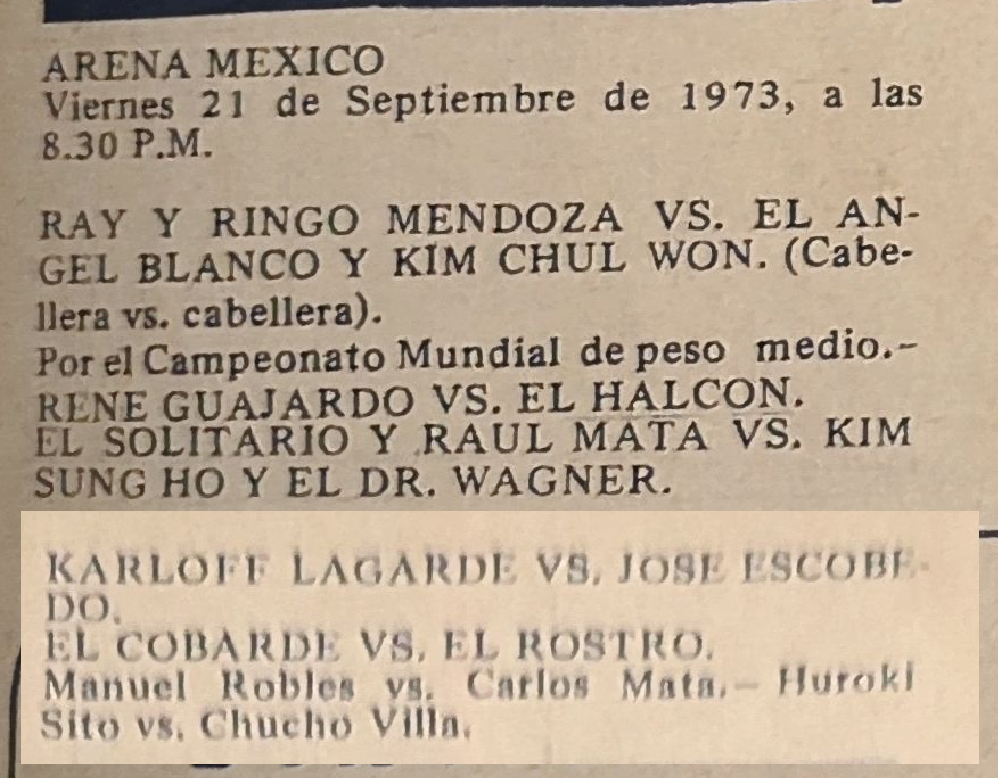 ARENA MEXICO
Viernes 21 de Septiembre de 1973, a las
8.30 P.M.
RAY Y RINGO MENDOZA VS. EL AN-
GEL BLANCO Y KIM CHUL WON. (Cabe-
llera vs. cabellera).
Por el Campeonato Mundial de peso medio.-
RENE GUAJARDO VS. EL HALCON.
EL SOLITARIO Y RAUL MATA VS. KIM
SUNG HO Y EL DR. WAGNER.
KARLOFF LAGARDE VS. JOSE ESCOBE-
DO.
EL COBARDE VS. EL ROSTRO.
Manuel Robles vs. Carlos Mata.- Huroki
Sito vs. Chucho Villa.